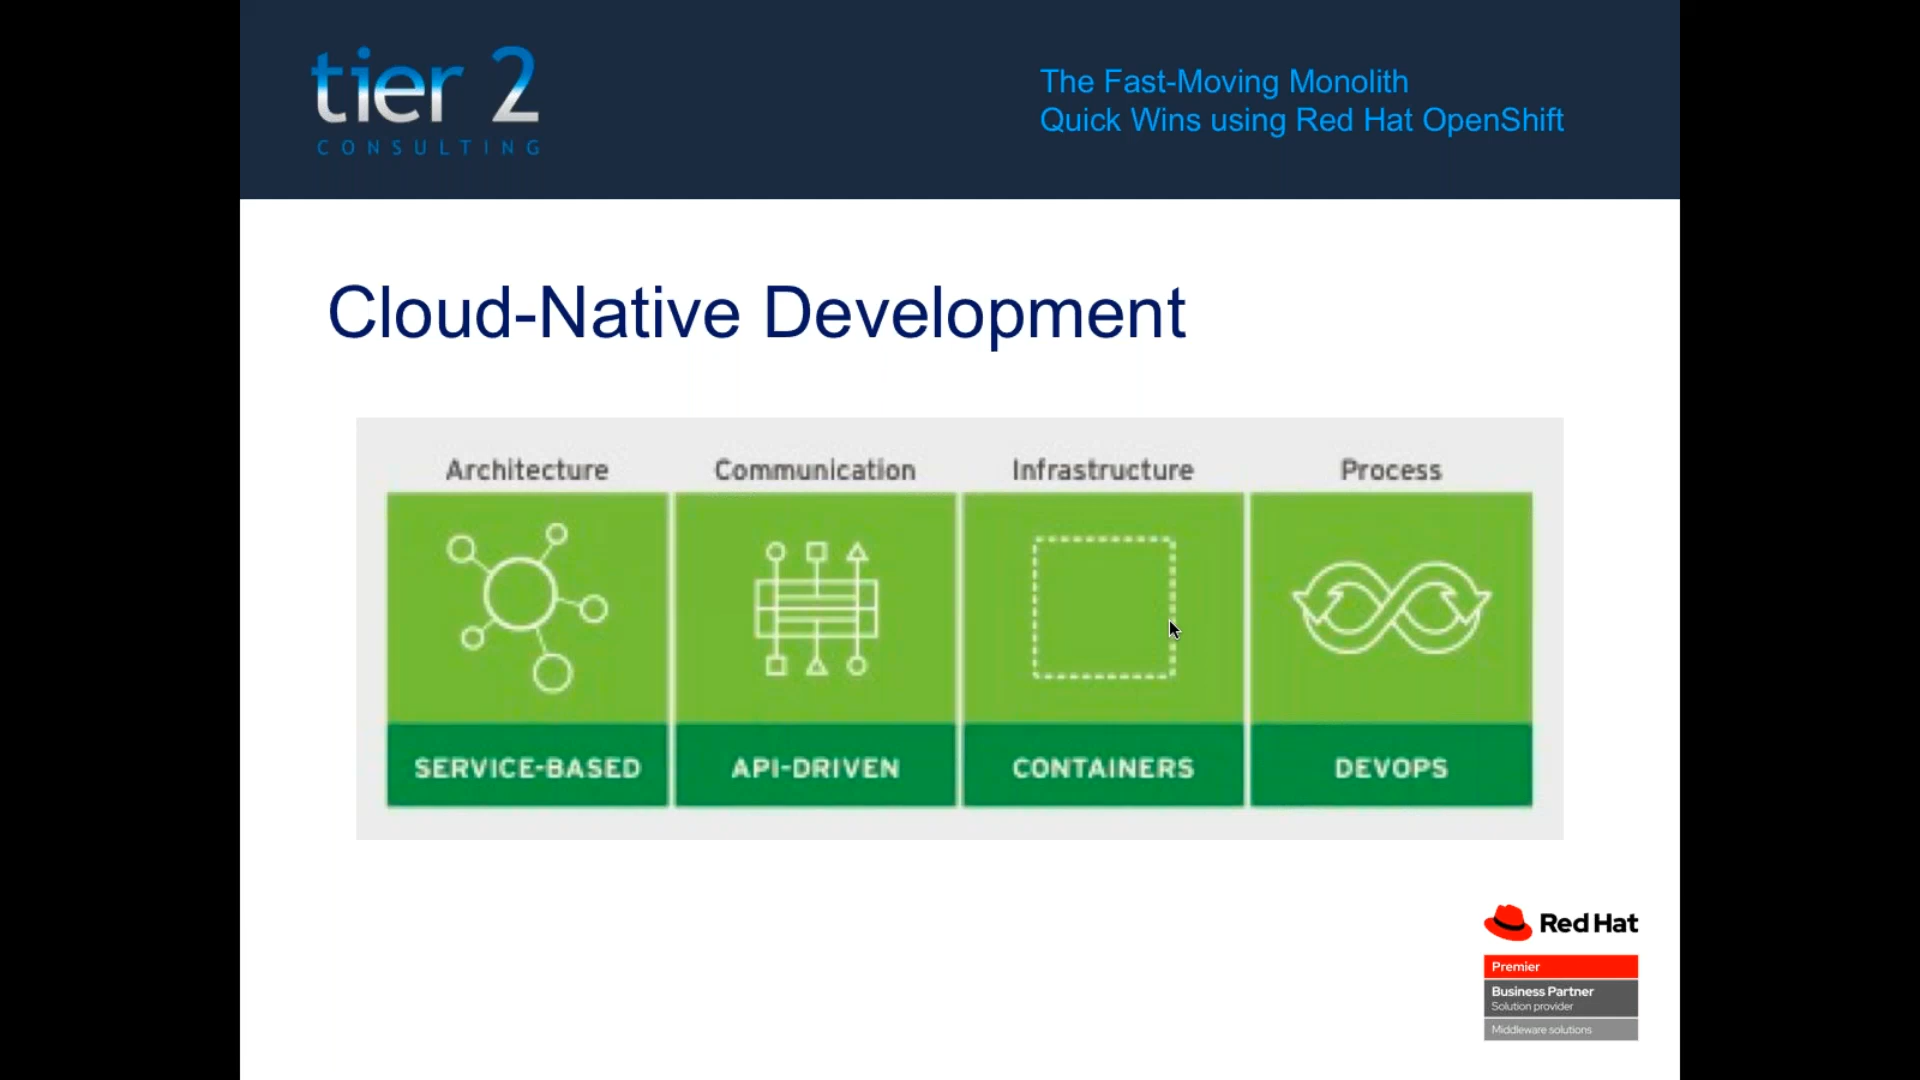 tier 2
CONSULTING
The Fast-Moving Monolith
Quick Wins using Red Hat OpenShift
Cloud-Native Development
Architecture
Communication
Infrastructure
Process
SERVICE-BASED
API-DRIVEN
CONTAINERS
DEVOPS
Red Hat
Premier
Business Partner
Solution provider
Middleware solutions